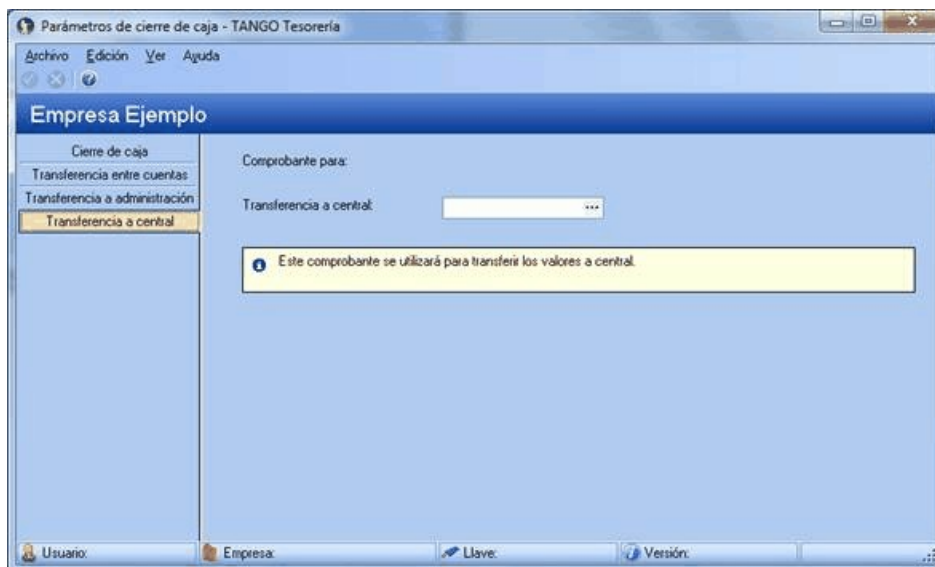 Parámetros de cierre de caja - TANGO Tesorería
Archivo Edición Ver Ayuda
Empresa Ejemplo
Cierre de caja
Transferencia entre cuentas
Transferencia a administración
Transferencia a central
Comprobante para:
Transferencia a central: ...
Este comprobante se utilizará para transferir los valores a central.
Usuario: Empresa: Llave: Versión: